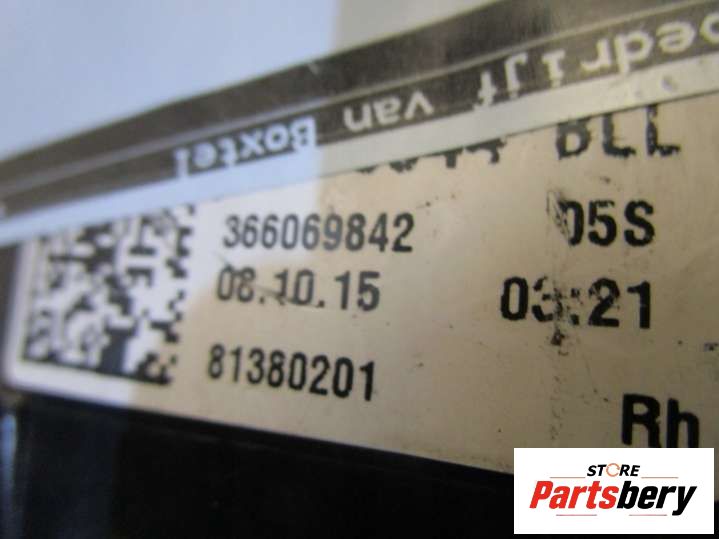 bedrijf van Boxtel
BLL
366069842 05S
08.10.15 03:21
81380201
Rh
STORE
Partsbery